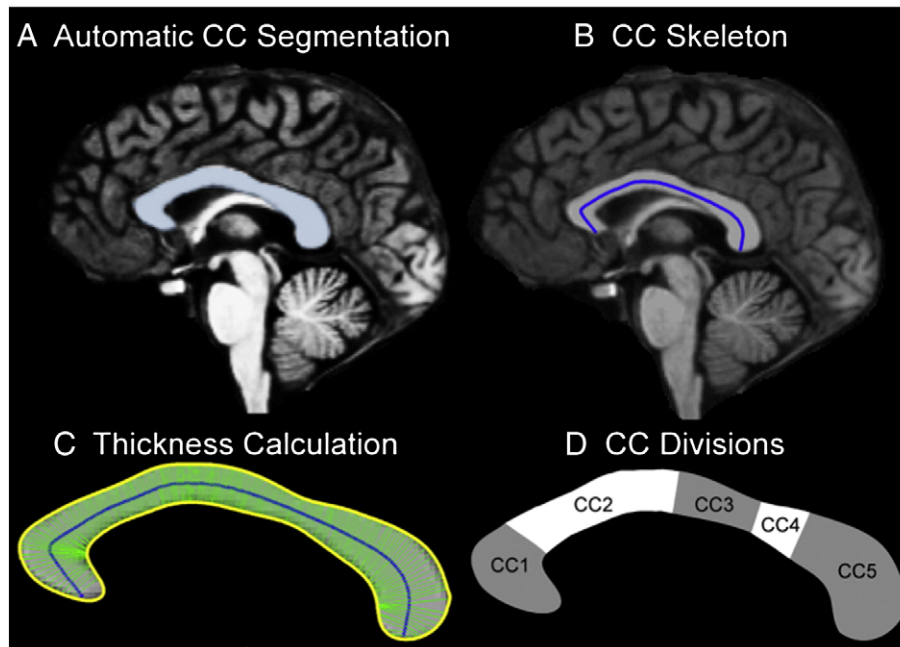 A Automatic CC Segmentation
B CC Skeleton
C Thickness Calculation
D CC Divisions
CC1
CC2
CC3
CC4
CC5